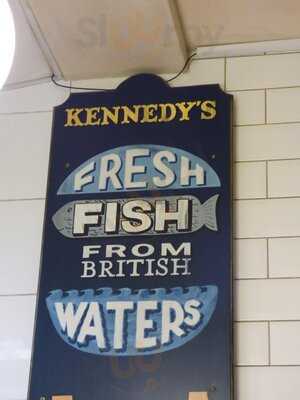 KENNEDY'S
FRESH
FISH
FROM
BRITISH
WATERS